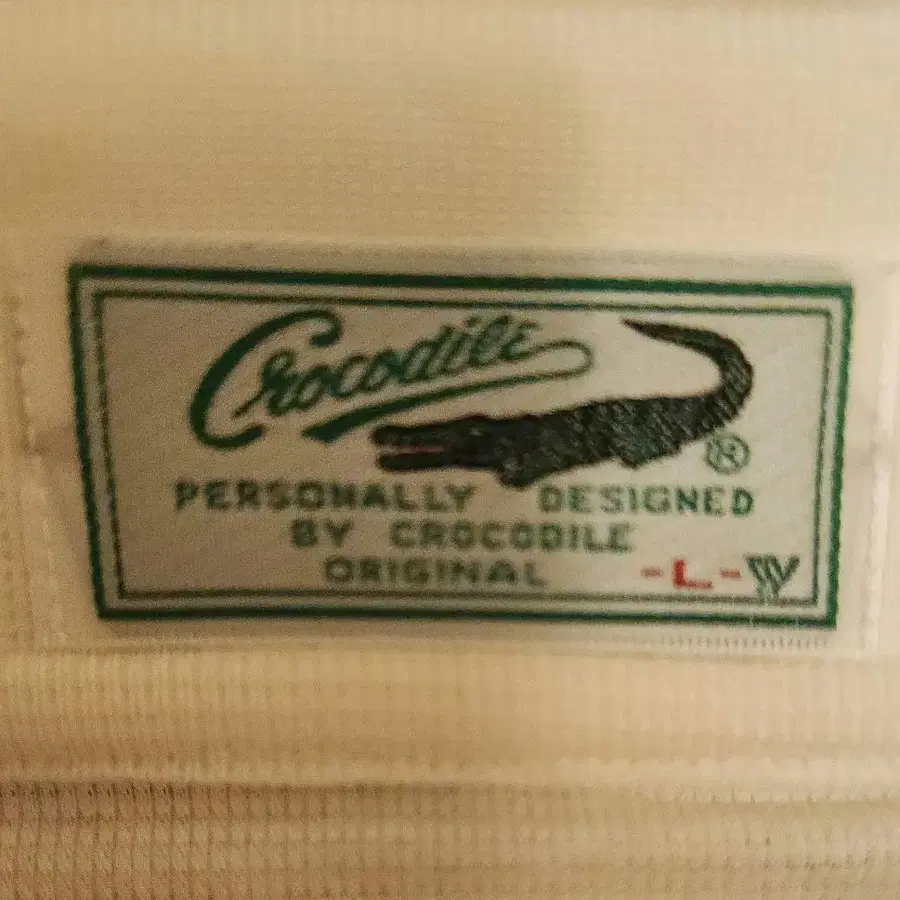 Crocodile
®
PERSONALLY DESIGNED
BY CROCODILE
ORIGINAL -L-W